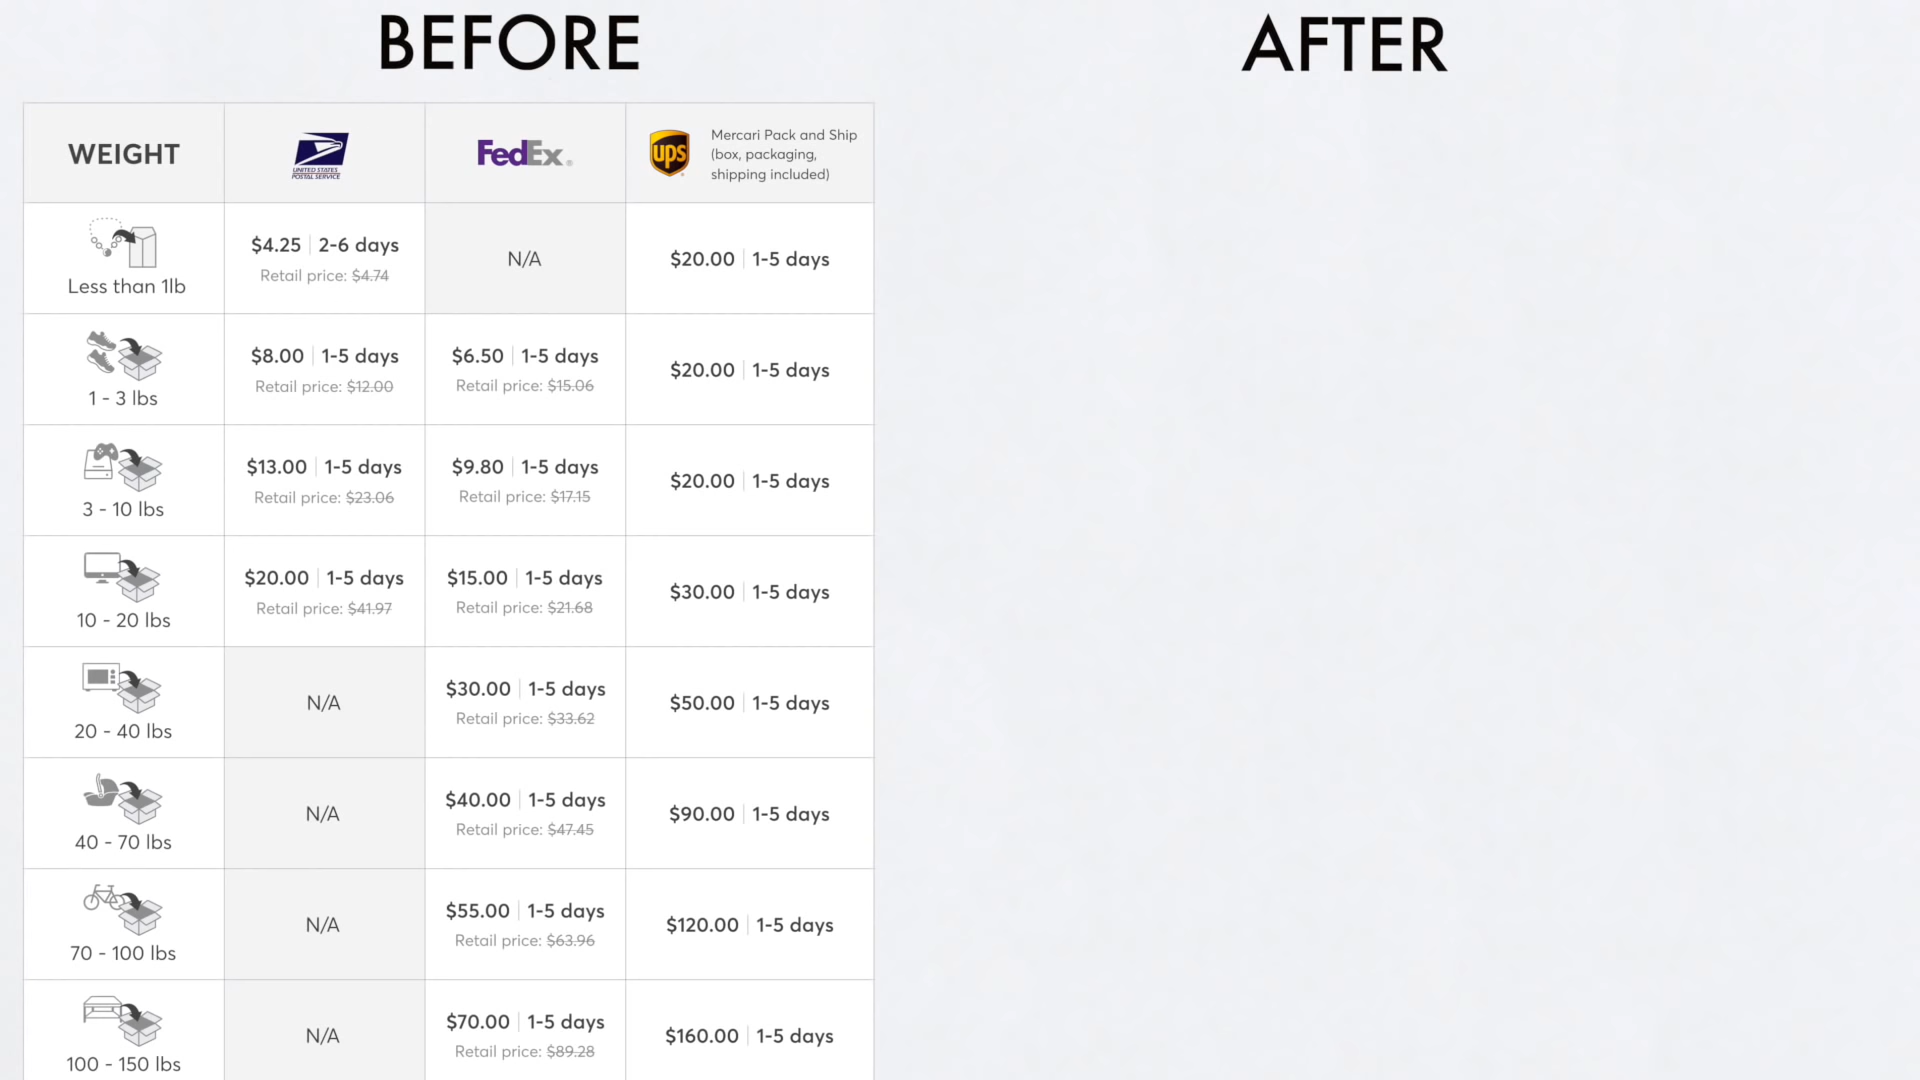 BEFORE
AFTER
WEIGHT
UNITED STATES
POSTAL SERVICE
FedEx®
ups
Mercari Pack and Ship
(box, packaging,
shipping included)
Less than 1lb
$4.25 | 2-6 days
Retail price: $4.74
N/A
$20.00 | 1-5 days
1 - 3 lbs
$8.00 | 1-5 days
Retail price: $12.00
$6.50 | 1-5 days
Retail price: $15.06
$20.00 | 1-5 days
3 - 10 lbs
$13.00 | 1-5 days
Retail price: $23.06
$9.80 | 1-5 days
Retail price: $17.15
$20.00 | 1-5 days
10 - 20 lbs
$20.00 | 1-5 days
Retail price: $41.97
$15.00 | 1-5 days
Retail price: $21.68
$30.00 | 1-5 days
20 - 40 lbs
N/A
$30.00 | 1-5 days
Retail price: $33.62
$50.00 | 1-5 days
40 - 70 lbs
N/A
$40.00 | 1-5 days
Retail price: $47.45
$90.00 | 1-5 days
70 - 100 lbs
N/A
$55.00 | 1-5 days
Retail price: $63.96
$120.00 | 1-5 days
100 - 150 lbs
N/A
$70.00 | 1-5 days
Retail price: $89.28
$160.00 | 1-5 days